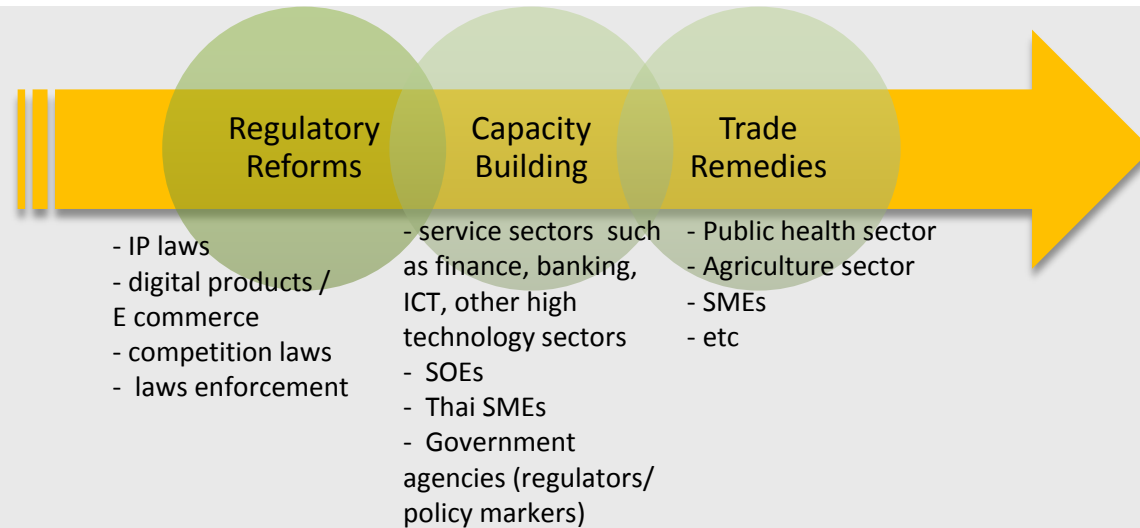 Regulatory
Reforms
- IP laws
- digital products /
E commerce
- competition laws
-  laws enforcement
Capacity
Building
- service sectors  such
as finance, banking,
ICT, other high
technology sectors
-  SOEs
-  Thai SMEs
-  Government
agencies (regulators/
policy markers)
Trade
Remedies
- Public health sector
- Agriculture sector
- SMEs
- etc